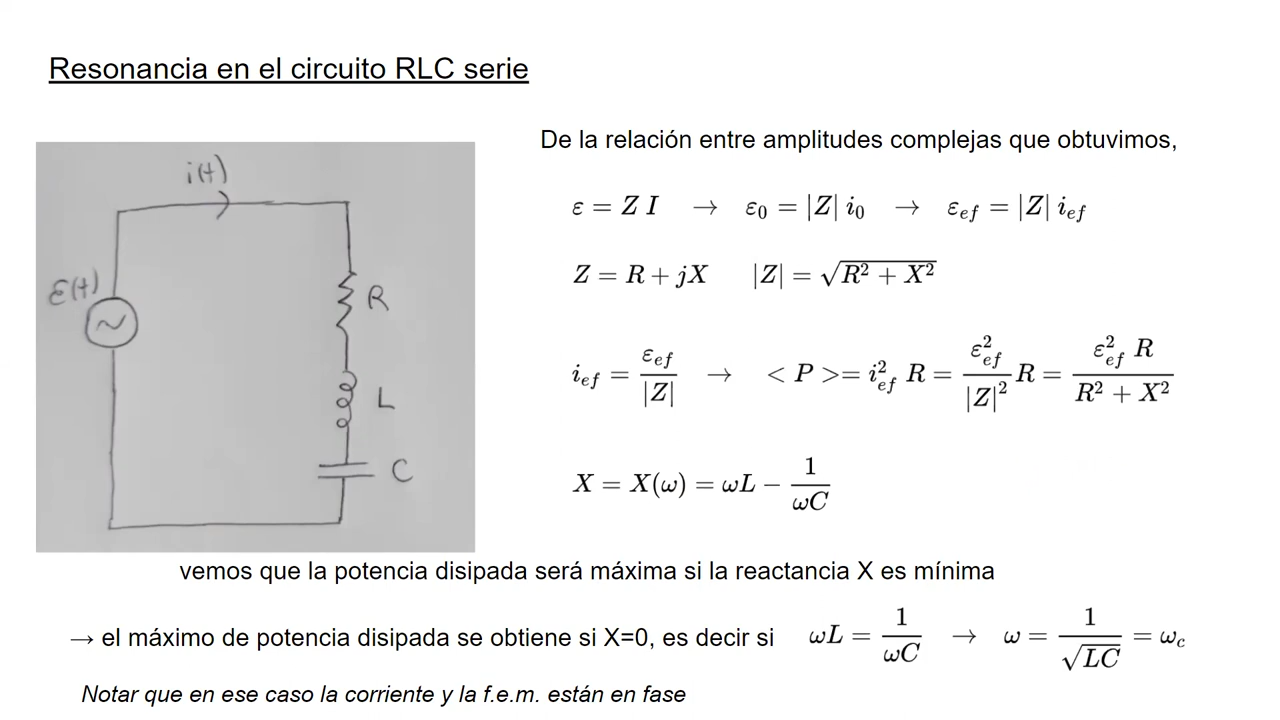 Resonancia en el circuito RLC serie
De la relación entre amplitudes complejas que obtuvimos,
ε = Z I → ε₀ = |Z| i₀ → ε_ef = |Z| i_ef
Z = R + jX |Z| = √(R² + X²)
i_ef = ε_ef / |Z| → < P >= i²_ef R = ε²_ef / |Z|² R = ε²_ef R / (R² + X²)
X = X(ω) = ωL − 1 / ωC
i(t)
ε(t)
R
L
C
vemos que la potencia disipada será máxima si la reactancia X es mínima
→ el máximo de potencia disipada se obtiene si X=0, es decir si ωL = 1 / ωC → ω = 1 / √(LC) = ω_c
Notar que en ese caso la corriente y la f.e.m. están en fase